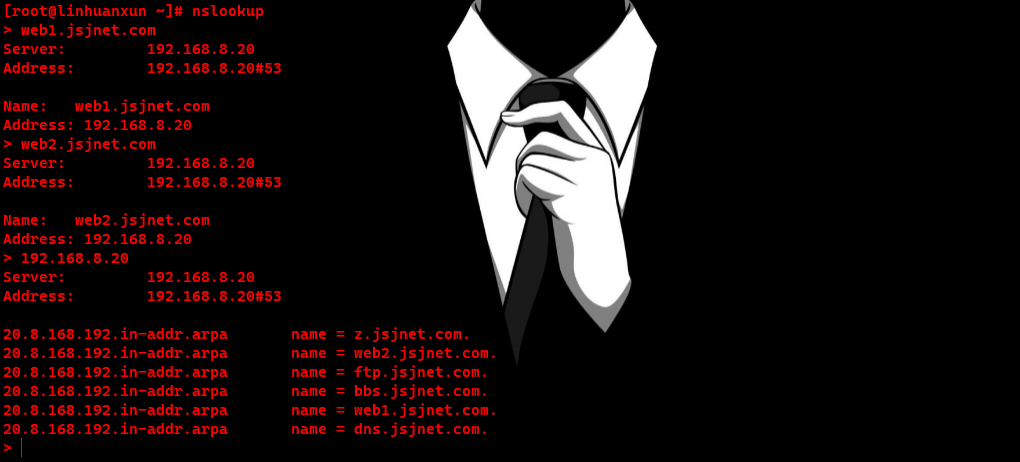 [root@linhuanxun ~]# nslookup
> web1.jsjnet.com
Server:         192.168.8.20
Address:        192.168.8.20#53
Name:   web1.jsjnet.com
Address: 192.168.8.20
> web2.jsjnet.com
Server:         192.168.8.20
Address:        192.168.8.20#53
Name:   web2.jsjnet.com
Address: 192.168.8.20
> 192.168.8.20
Server:         192.168.8.20
Address:        192.168.8.20#53
20.8.168.192.in-addr.arpa       name = z.jsjnet.com.
20.8.168.192.in-addr.arpa       name = web2.jsjnet.com.
20.8.168.192.in-addr.arpa       name = ftp.jsjnet.com.
20.8.168.192.in-addr.arpa       name = bbs.jsjnet.com.
20.8.168.192.in-addr.arpa       name = web1.jsjnet.com.
20.8.168.192.in-addr.arpa       name = dns.jsjnet.com.
>